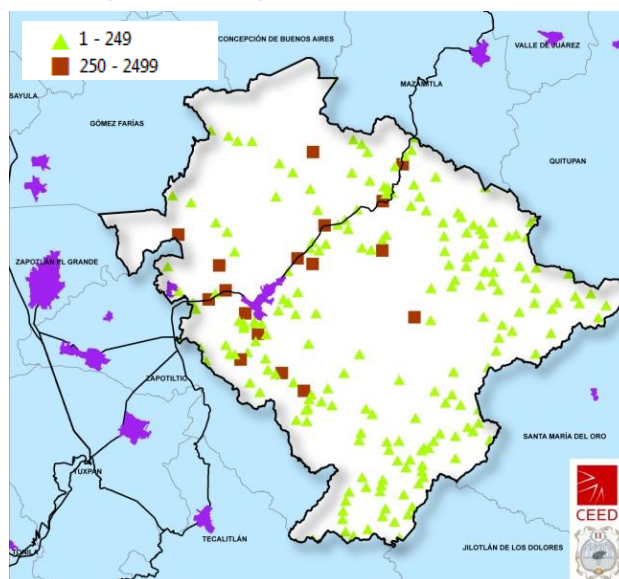 1 - 249
250 - 2499
CONCEPCIÓN DE BUENOS AIRES
VALLE DE JUÁREZ
MAZAMITLA
SAYULA
GÓMEZ FARÍAS
QUITUPAN
ZAPOTLÁN EL GRANDE
ZAPOTILTIC
SANTA MARÍA DEL ORO
TUXPAN
TECALITLÁN
TONILA
JILOTLÁN DE LOS DOLORES
CEED